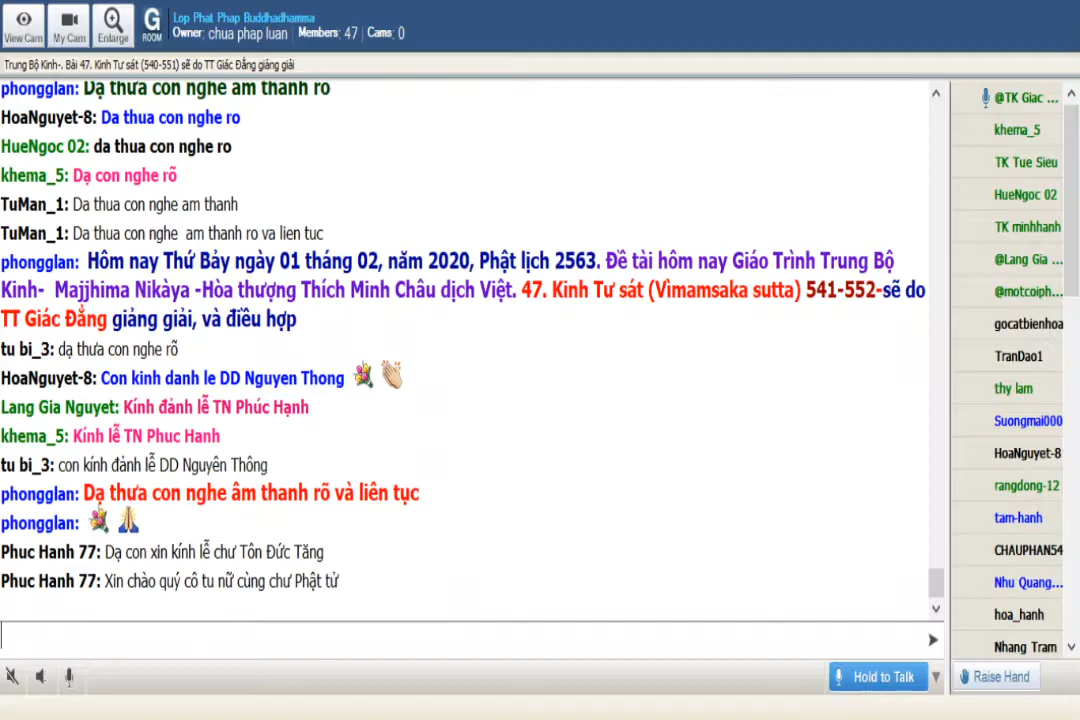 View Cam
My Cam
Enlarge
G
ROOM
Lop Phat Phap Buddhadhamma
Owner: chua phap luan | Members: 47 | Cams: 0
Trung Bộ Kinh-. Bài 47. Kinh Tư sát (540-551) sẽ do TT Giác Đẳng giảng giải
phongglan: Dạ thưa con nghe âm thanh rõ
HoaNguyet-8: Da thua con nghe ro
HueNgoc 02: da thua con nghe ro
khema_5: Dạ con nghe rõ
TuMan_1: Da thua con nghe am thanh
TuMan_1: Da thua con nghe am thanh ro va lien tuc
phongglan: Hôm nay Thứ Bảy ngày 01 tháng 02, năm 2020, Phật lịch 2563. Đề tài hôm nay Giáo Trình Trung Bộ
Kinh- Majjhima Nikàya -Hòa thượng Thích Minh Châu dịch Việt. 47. Kinh Tư sát (Vìmamsaka sutta) 541-552-sẽ do
TT Giác Đẳng giảng giải, và điều hợp
tu bi_3: dạ thưa con nghe rõ
HoaNguyet-8: Con kinh danh le DD Nguyen Thong
Lang Gia Nguyet: Kính đảnh lễ TN Phúc Hạnh
khema_5: Kính lễ TN Phuc Hanh
tu bi_3: con kính đảnh lễ DD Nguyên Thông
phongglan: Dạ thưa con nghe âm thanh rõ và liên tục
phongglan:
Phuc Hanh 77: Dạ con xin kính lễ chư Tôn Đức Tăng
Phuc Hanh 77: Xin chào quý cô tu nữ cùng chư Phật tử
@TK Giac ...
khema_5
TK Tue Sieu
HueNgoc 02
TK minhhanh
@Lang Gia ...
@motcoiph...
gocatbienhoa
TranDao1
thy lam
Suongmai000
HoaNguyet-8
rangdong-12
tam-hanh
CHAUPHAN54
Nhu Quang...
hoa_hanh
Nhang Tram
Hold to Talk
Raise Hand